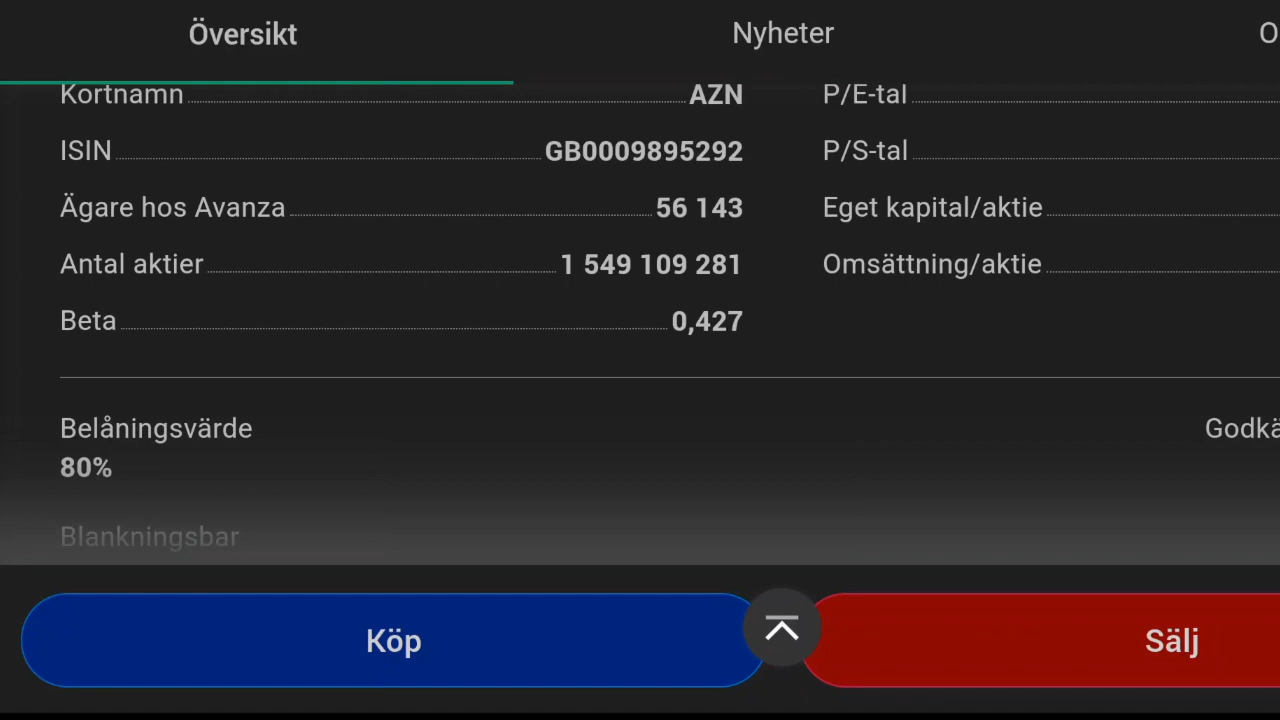 Översikt Nyheter O
Kortnamn AZN P/E-tal
ISIN GB0009895292 P/S-tal
Ägare hos Avanza 56 143 Eget kapital/aktie
Antal aktier 1 549 109 281 Omsättning/aktie
Beta 0,427
Belåningsvärde Godkä
80%
Blankningsbar
Köp Sälj